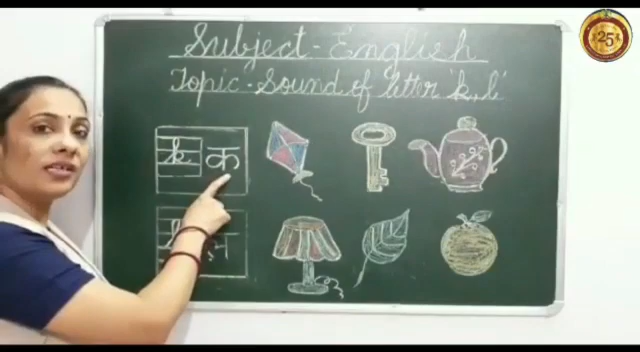 Subject - English
Topic - Sound of letter 'k, l'
k क
l
25